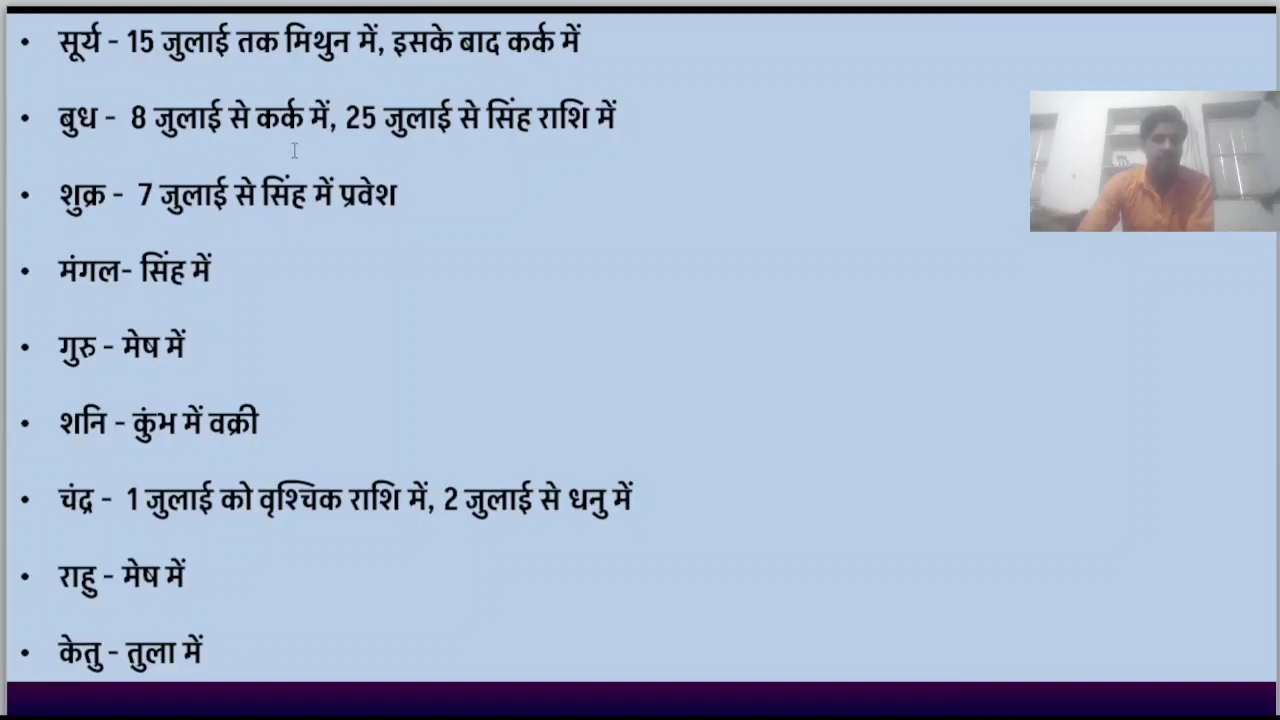 • सूर्य - 15 जुलाई तक मिथुन में, इसके बाद कर्क में
• बुध - 8 जुलाई से कर्क में, 25 जुलाई से सिंह राशि में
• शुक्र - 7 जुलाई से सिंह में प्रवेश
• मंगल- सिंह में
• गुरु - मेष में
• शनि - कुंभ में वक्री
• चंद्र - 1 जुलाई को वृश्चिक राशि में, 2 जुलाई से धनु में
• राहु - मेष में
• केतु - तुला में